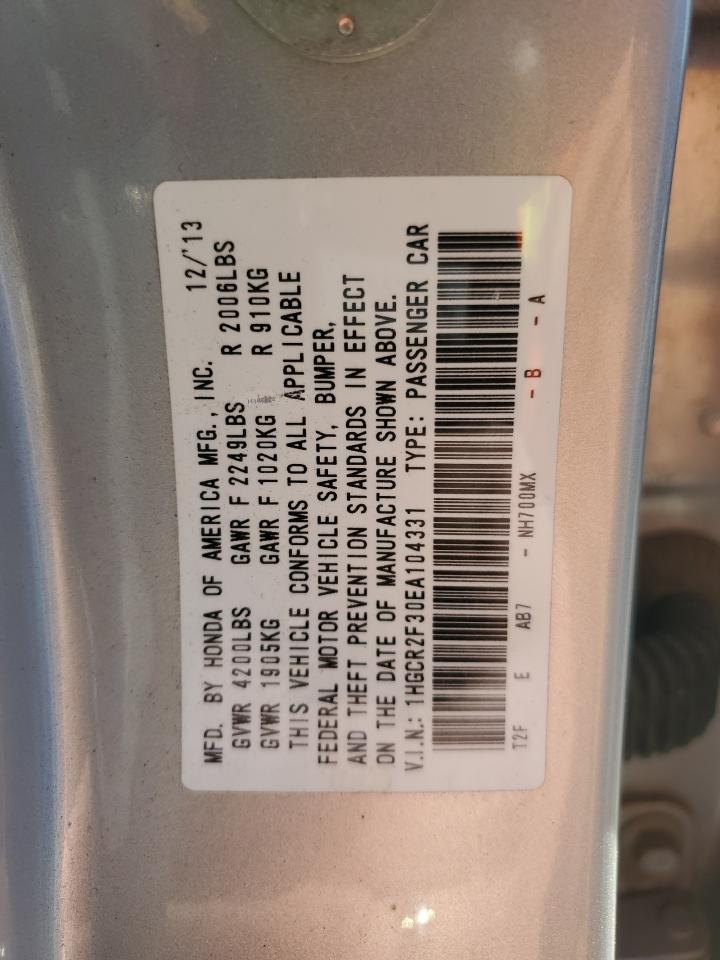 MFD. BY HONDA OF AMERICA MFG., INC. 12/'13
GVWR 4200LBS GAWR F 2249LBS R 2006LBS
GVWR 1905KG GAWR F 1020KG R 910KG
THIS VEHICLE CONFORMS TO ALL APPLICABLE
FEDERAL MOTOR VEHICLE SAFETY, BUMPER,
AND THEFT PREVENTION STANDARDS IN EFFECT
ON THE DATE OF MANUFACTURE SHOWN ABOVE.
V.I.N.: 1HGCR2F30EA104331 TYPE: PASSENGER CAR
T2F E AB7 - NH700MX - B - A